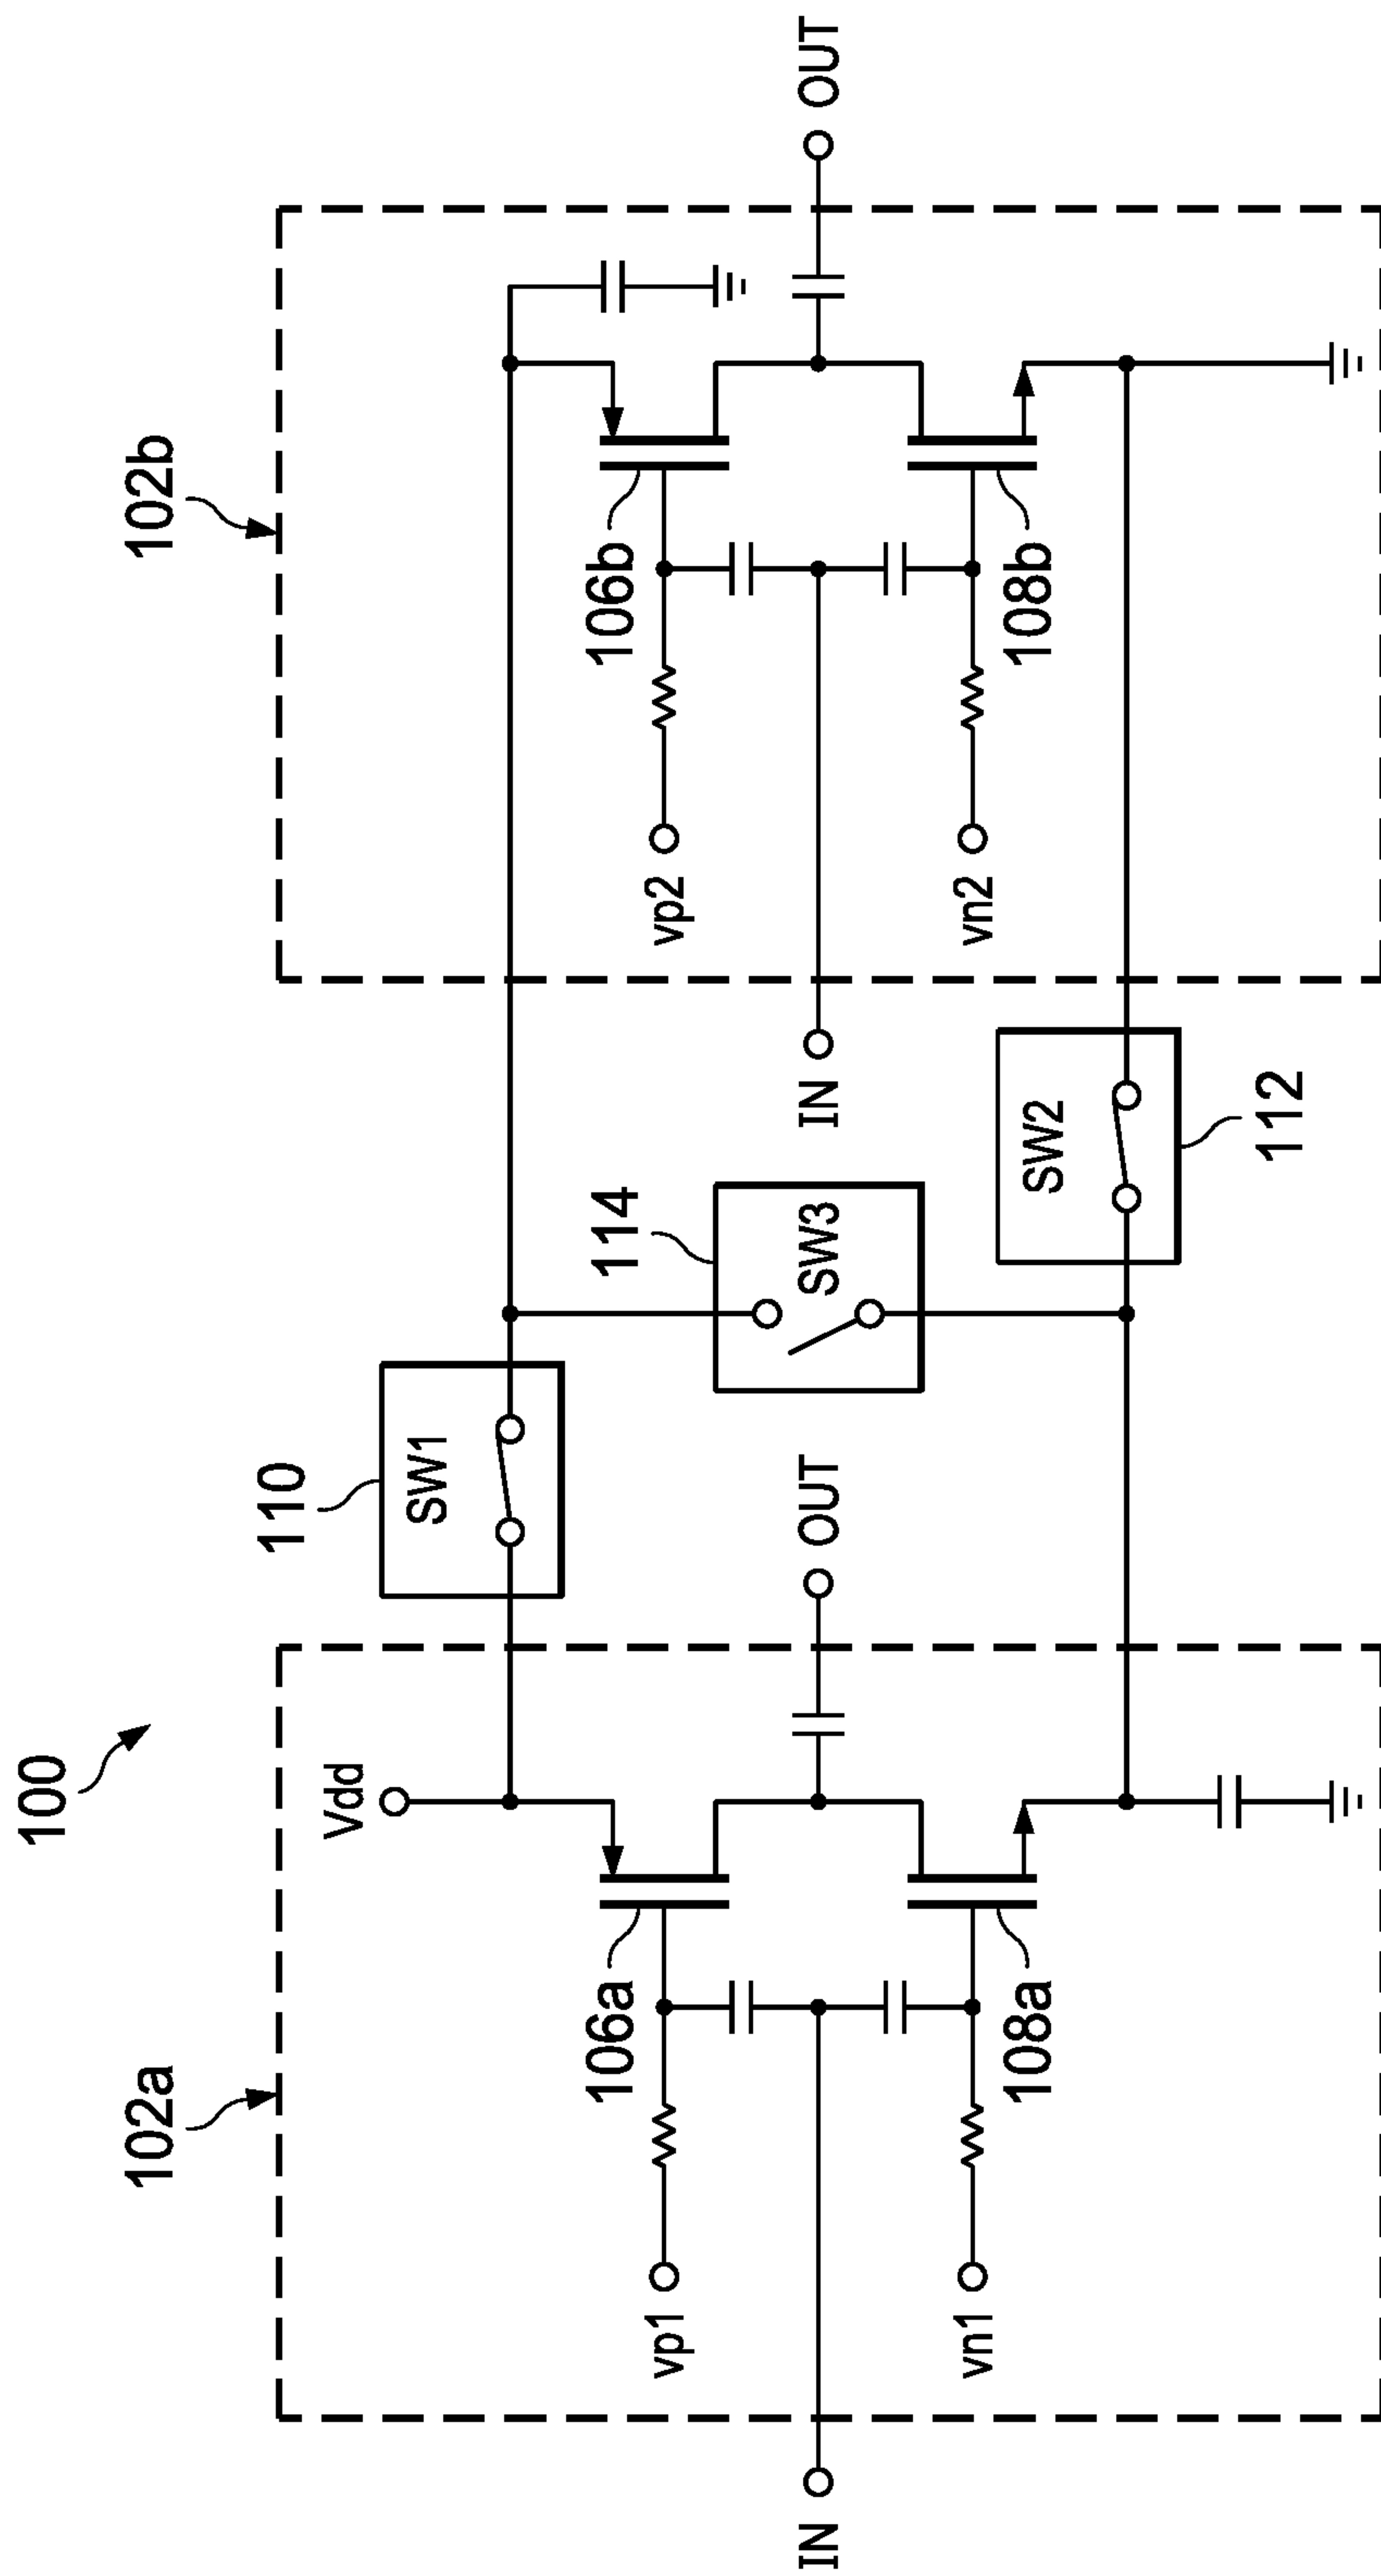 100
102a
102b
Vdd
110
SW1
106a
vp1
114
SW3
106b
vp2
IN
OUT
IN
OUT
108a
vn1
SW2
112
108b
vn2